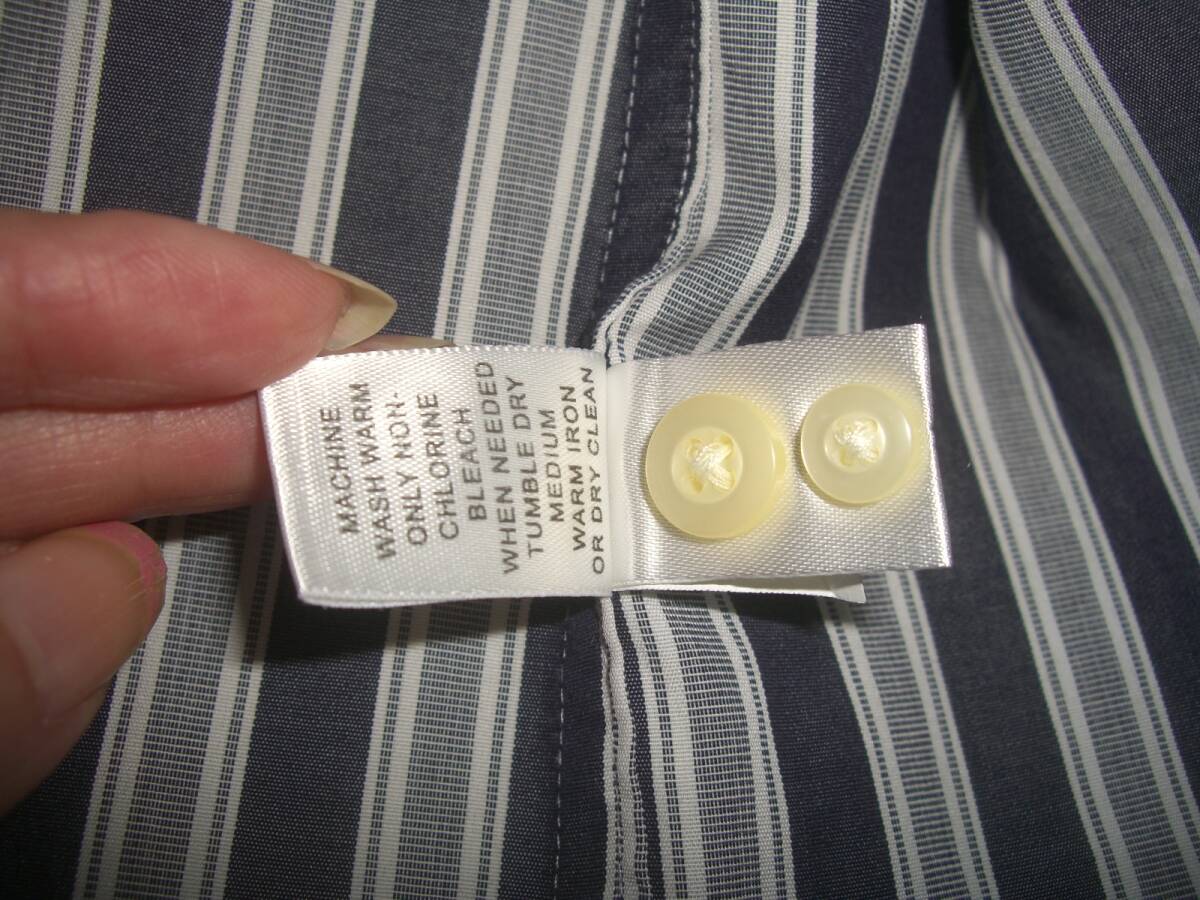 MACHINE
WASH WARM
ONLY NON-
CHLORINE
BLEACH
WHEN NEEDED
TUMBLE DRY
MEDIUM
WARM IRON
OR DRY CLEAN